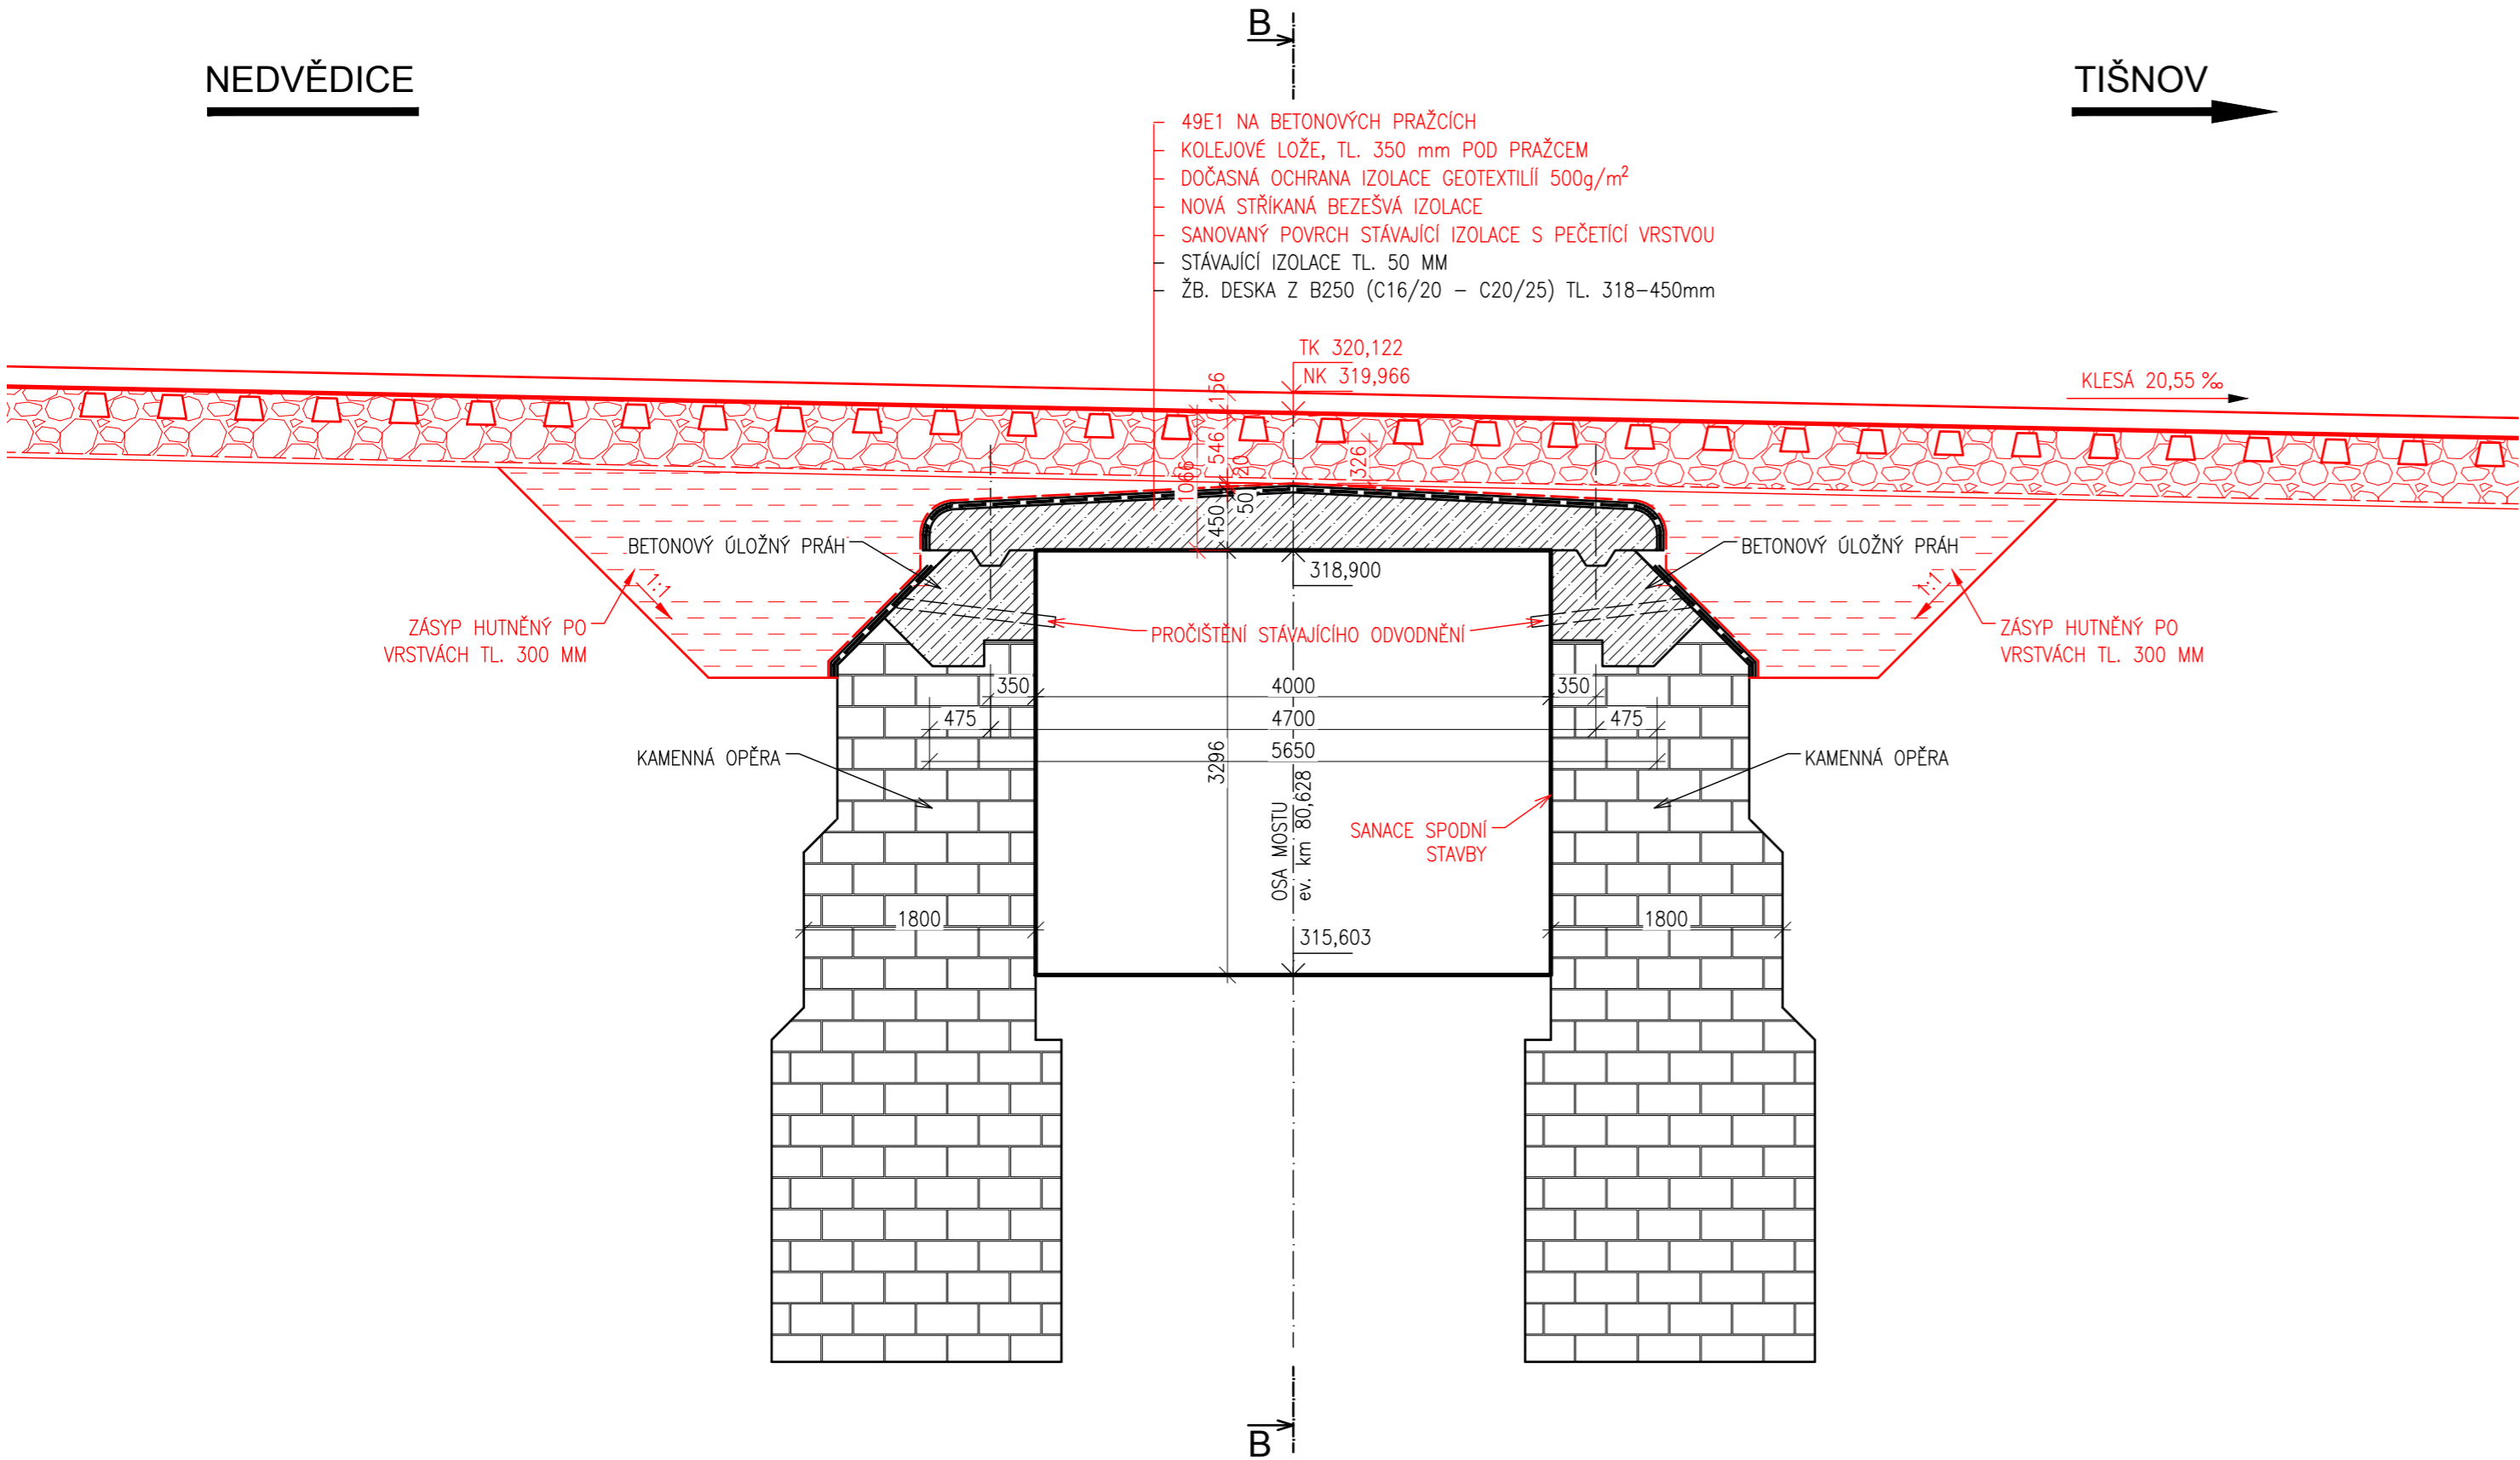 B
NEDVĚDICE
TIŠNOV
49E1 NA BETONOVÝCH PRAŽCÍCH
KOLEJOVÉ LOŽE, TL. 350 mm POD PRAŽCEM
DOČASNÁ OCHRANA IZOLACE GEOTEXTILÍÍ 500g/m²
NOVÁ STŘÍKANÁ BEZEŠVÁ IZOLACE
SANOVANÝ POVRCH STÁVAJÍCÍ IZOLACE S PEČETÍCÍ VRSTVOU
STÁVAJÍCÍ IZOLACE TL. 50 MM
ŽB. DESKA Z B250 (C16/20 – C20/25) TL. 318–450mm
TK 320,122
NK 319,966
KLESÁ 20,55 ‰
156
546
20
1066
326
450
50
BETONOVÝ ÚLOŽNÝ PRÁH
BETONOVÝ ÚLOŽNÝ PRÁH
318,900
1:1
1:1
ZÁSYP HUTNĚNÝ PO
VRSTVÁCH TL. 300 MM
PROČIŠTĚNÍ STÁVAJÍCÍHO ODVODNĚNÍ
ZÁSYP HUTNĚNÝ PO
VRSTVÁCH TL. 300 MM
350
4000
350
475
4700
475
5650
3296
KAMENNÁ OPĚRA
KAMENNÁ OPĚRA
OSA MOSTU
ev. km 80,628
SANACE SPODNÍ
STAVBY
1800
1800
315,603
B